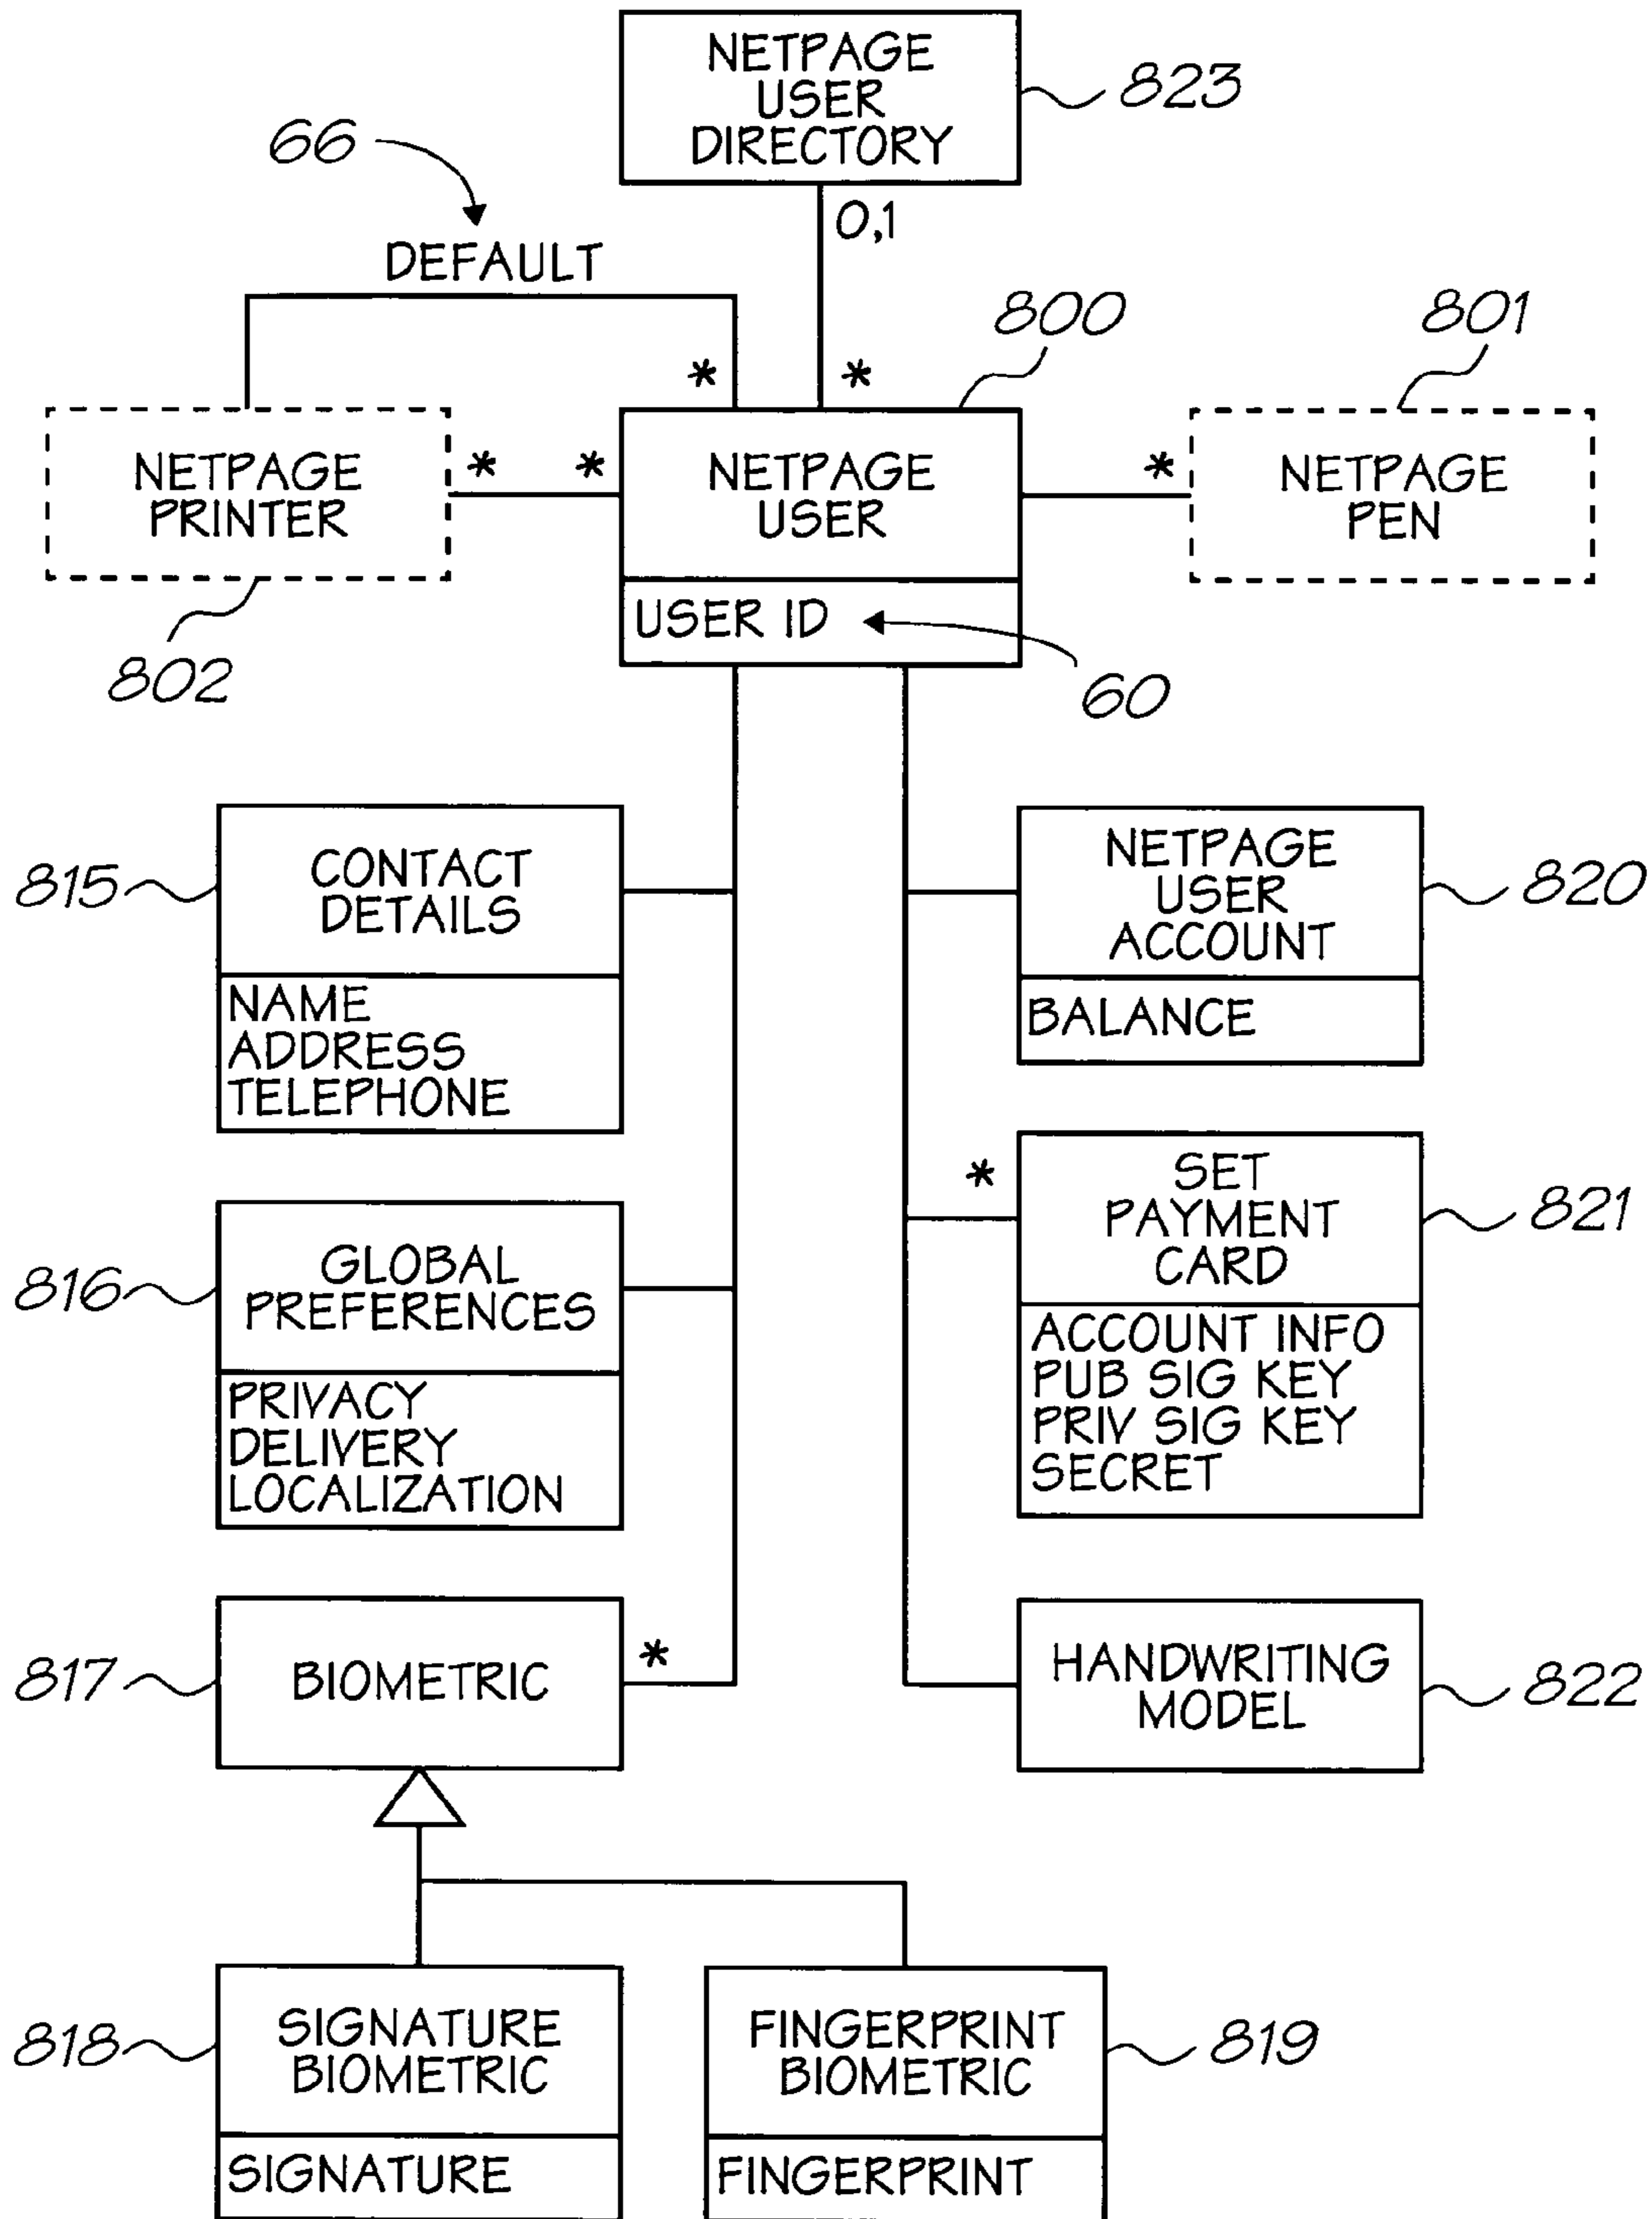 NETPAGE
USER
DIRECTORY
823
66
0,1
DEFAULT
800
801
*
*
NETPAGE
PRINTER
*
*
NETPAGE
USER
*
NETPAGE
PEN
USER ID
802
60
815
CONTACT
DETAILS
NAME
ADDRESS
TELEPHONE
NETPAGE
USER
ACCOUNT
820
BALANCE
816
GLOBAL
PREFERENCES
PRIVACY
DELIVERY
LOCALIZATION
*
SET
PAYMENT
CARD
821
ACCOUNT INFO
PUB SIG KEY
PRIV SIG KEY
SECRET
817
BIOMETRIC
*
HANDWRITING
MODEL
822
818
SIGNATURE
BIOMETRIC
SIGNATURE
FINGERPRINT
BIOMETRIC
819
FINGERPRINT